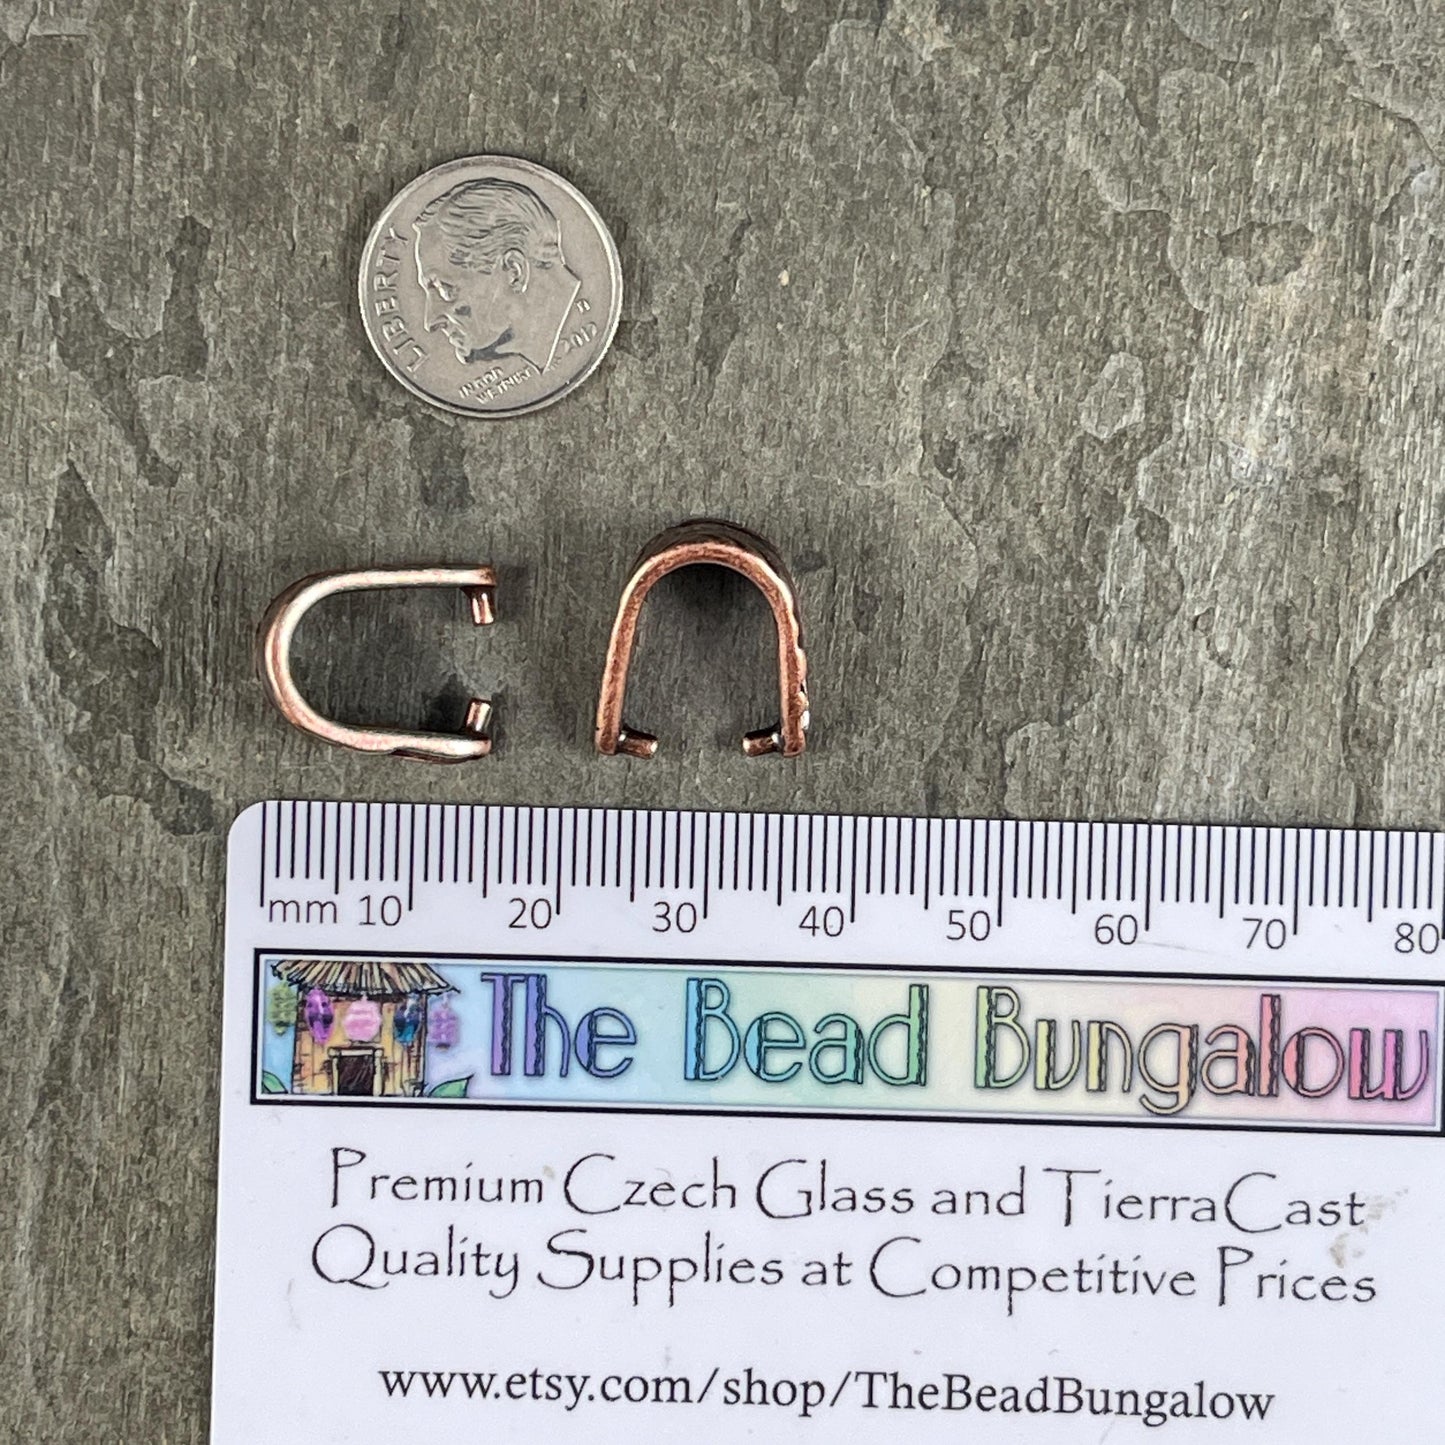 LIBERTY
IN GOD
WE TRUST
D
2017
mm 10 20 30 40 50 60 70 80
The Bead Bungalow
Premium Czech Glass and TierraCast
Quality Supplies at Competitive Prices
www.etsy.com/shop/TheBeadBungalow